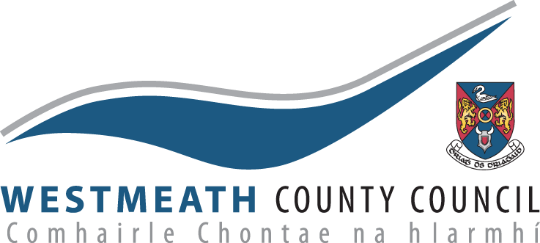 WESTMEATH COUNTY COUNCIL
Comhairle Chontae na hIarmhí